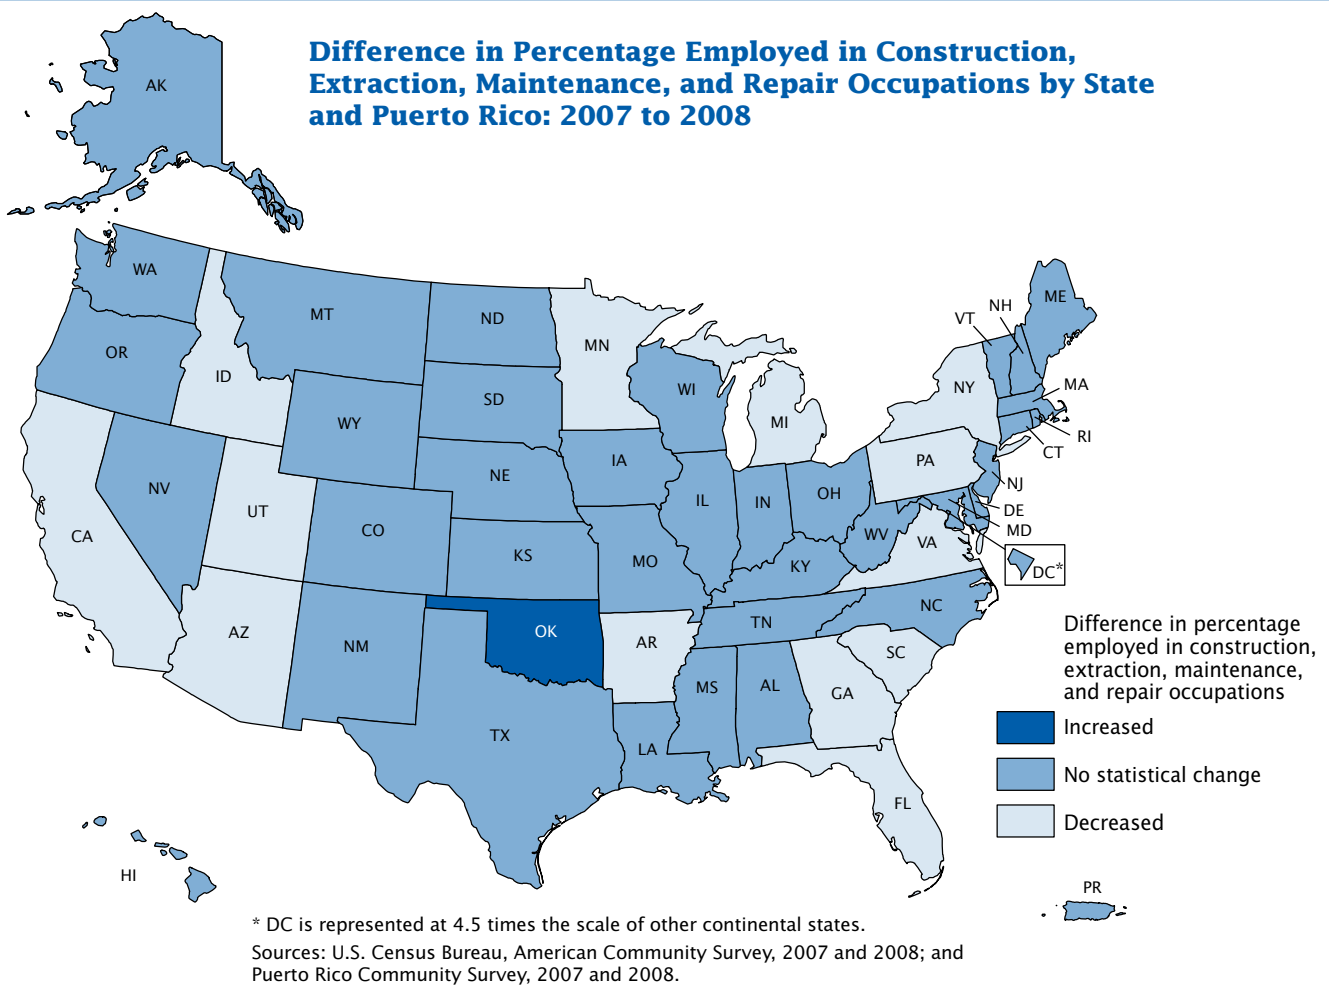 Difference in Percentage Employed in Construction,
Extraction, Maintenance, and Repair Occupations by State
and Puerto Rico: 2007 to 2008
AK
WA
MT
ND
MN
ME
NH
VT
OR
ID
SD
WI
NY
MA
WY
MI
RI
CT
IA
PA
NE
NV
UT
IL
IN
OH
NJ
DE
MD
CO
CA
KS
MO
WV
VA
KY
DC*
NC
AZ
OK
TN
NM
AR
SC
MS
AL
GA
TX
LA
FL
Difference in percentage
employed in construction,
extraction, maintenance,
and repair occupations
Increased
No statistical change
Decreased
HI
PR
* DC is represented at 4.5 times the scale of other continental states.
Sources: U.S. Census Bureau, American Community Survey, 2007 and 2008; and
Puerto Rico Community Survey, 2007 and 2008.